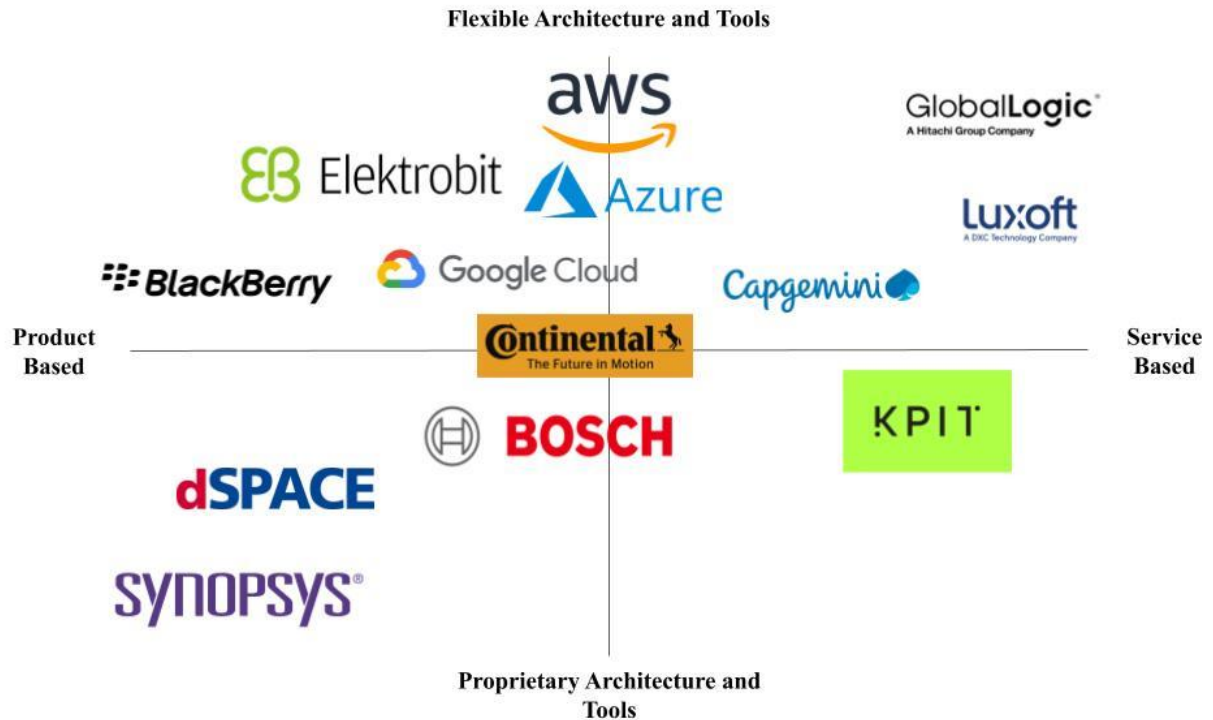 Flexible Architecture and Tools
aws
GlobalLogic®
A Hitachi Group Company
EB Elektrobit
Azure
Luxoft
A DXC Technology Company
BlackBerry
Google Cloud
Capgemini
Product
Based
Continental
The Future in Motion
Service
Based
BOSCH
KPIT
dSPACE
SYNOPSYS®
Proprietary Architecture and
Tools